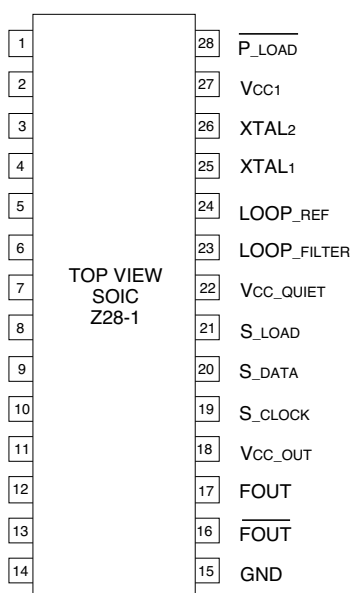 1 28 P_LOAD
2 27 VCC1
3 26 XTAL2
4 25 XTAL1
5 24 LOOP_REF
6 23 LOOP_FILTER
7 22 VCC_QUIET
8 21 S_LOAD
9 20 S_DATA
10 19 S_CLOCK
11 18 VCC_OUT
12 17 FOUT
13 16 FOUT
14 15 GND
TOP VIEW
SOIC
Z28-1